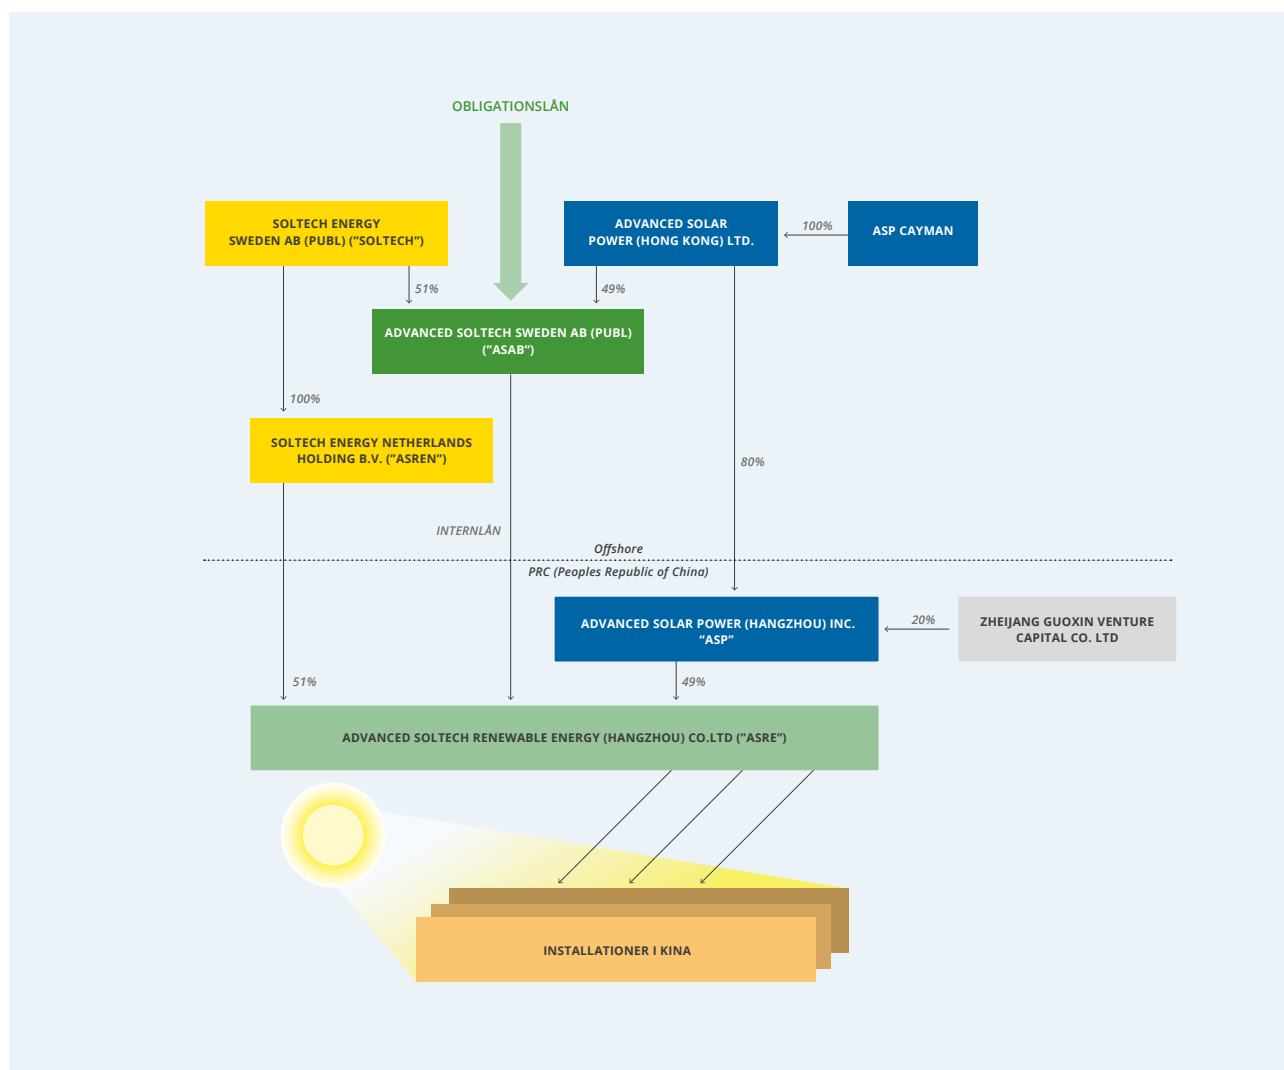 OBLIGATIONSLÅN
SOLTECH ENERGY
SWEDEN AB (PUBL) (”SOLTECH”)
ADVANCED SOLAR
POWER (HONG KONG) LTD.
100%
ASP CAYMAN
51%
49%
ADVANCED SOLTECH SWEDEN AB (PUBL)
(”ASAB”)
100%
SOLTECH ENERGY NETHERLANDS
HOLDING B.V. (”ASREN”)
80%
INTERNLÅN
Offshore
PRC (Peoples Republic of China)
ADVANCED SOLAR POWER (HANGZHOU) INC.
“ASP”
20%
ZHEIJANG GUOXIN VENTURE
CAPITAL CO. LTD
51%
49%
ADVANCED SOLTECH RENEWABLE ENERGY (HANGZHOU) CO.LTD (”ASRE”)
INSTALLATIONER I KINA